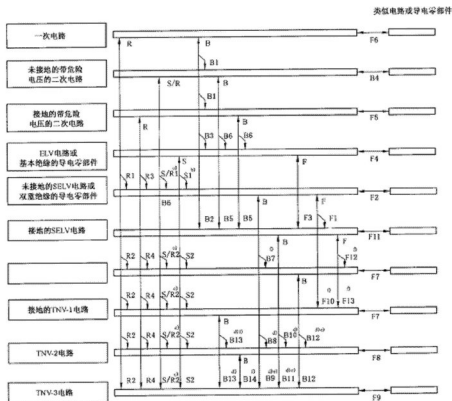 类似电路或导电零部件
一次电路
R
B
F6
B1
未接地的带危险
电压的二次电路
S/R
B
B4
B1
接地的带危险
电压的二次电路
R
B
F5
B3 B6 B6
ELV电路或
基本绝缘的导电零部件
S
F
F4
R1 R3 S/R1 S1
未接地的SELV电路或
双重绝缘的导电零部件
B6
B
F
F2
B2 B5 B5 F3 F1
接地的SELV电路
B
F
F11
R2 R4 S/R2 S2 B7 F12
B
F7
R2 R4 S/R2 S2 F10 F13
接地的TNV-1电路
B
F7
R2 R4 S/R2 S2 B13 B8 B10 B12
TNV-2电路
B
F8
R2 R4 S/R2 S2 B13 B14 B9 B11 B12
TNV-3电路
F9